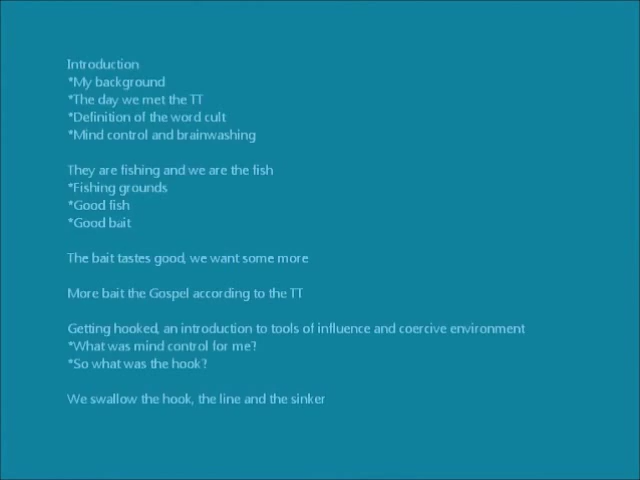 Introduction
*My background
*The day we met the TT
*Definition of the word cult
*Mind control and brainwashing
They are fishing and we are the fish
*Fishing grounds
*Good fish
*Good bait
The bait tastes good, we want some more
More bait the Gospel according to the TT
Getting hooked, an introduction to tools of influence and coercive environment
*What was mind control for me?
*So what was the hook?
We swallow the hook, the line and the sinker